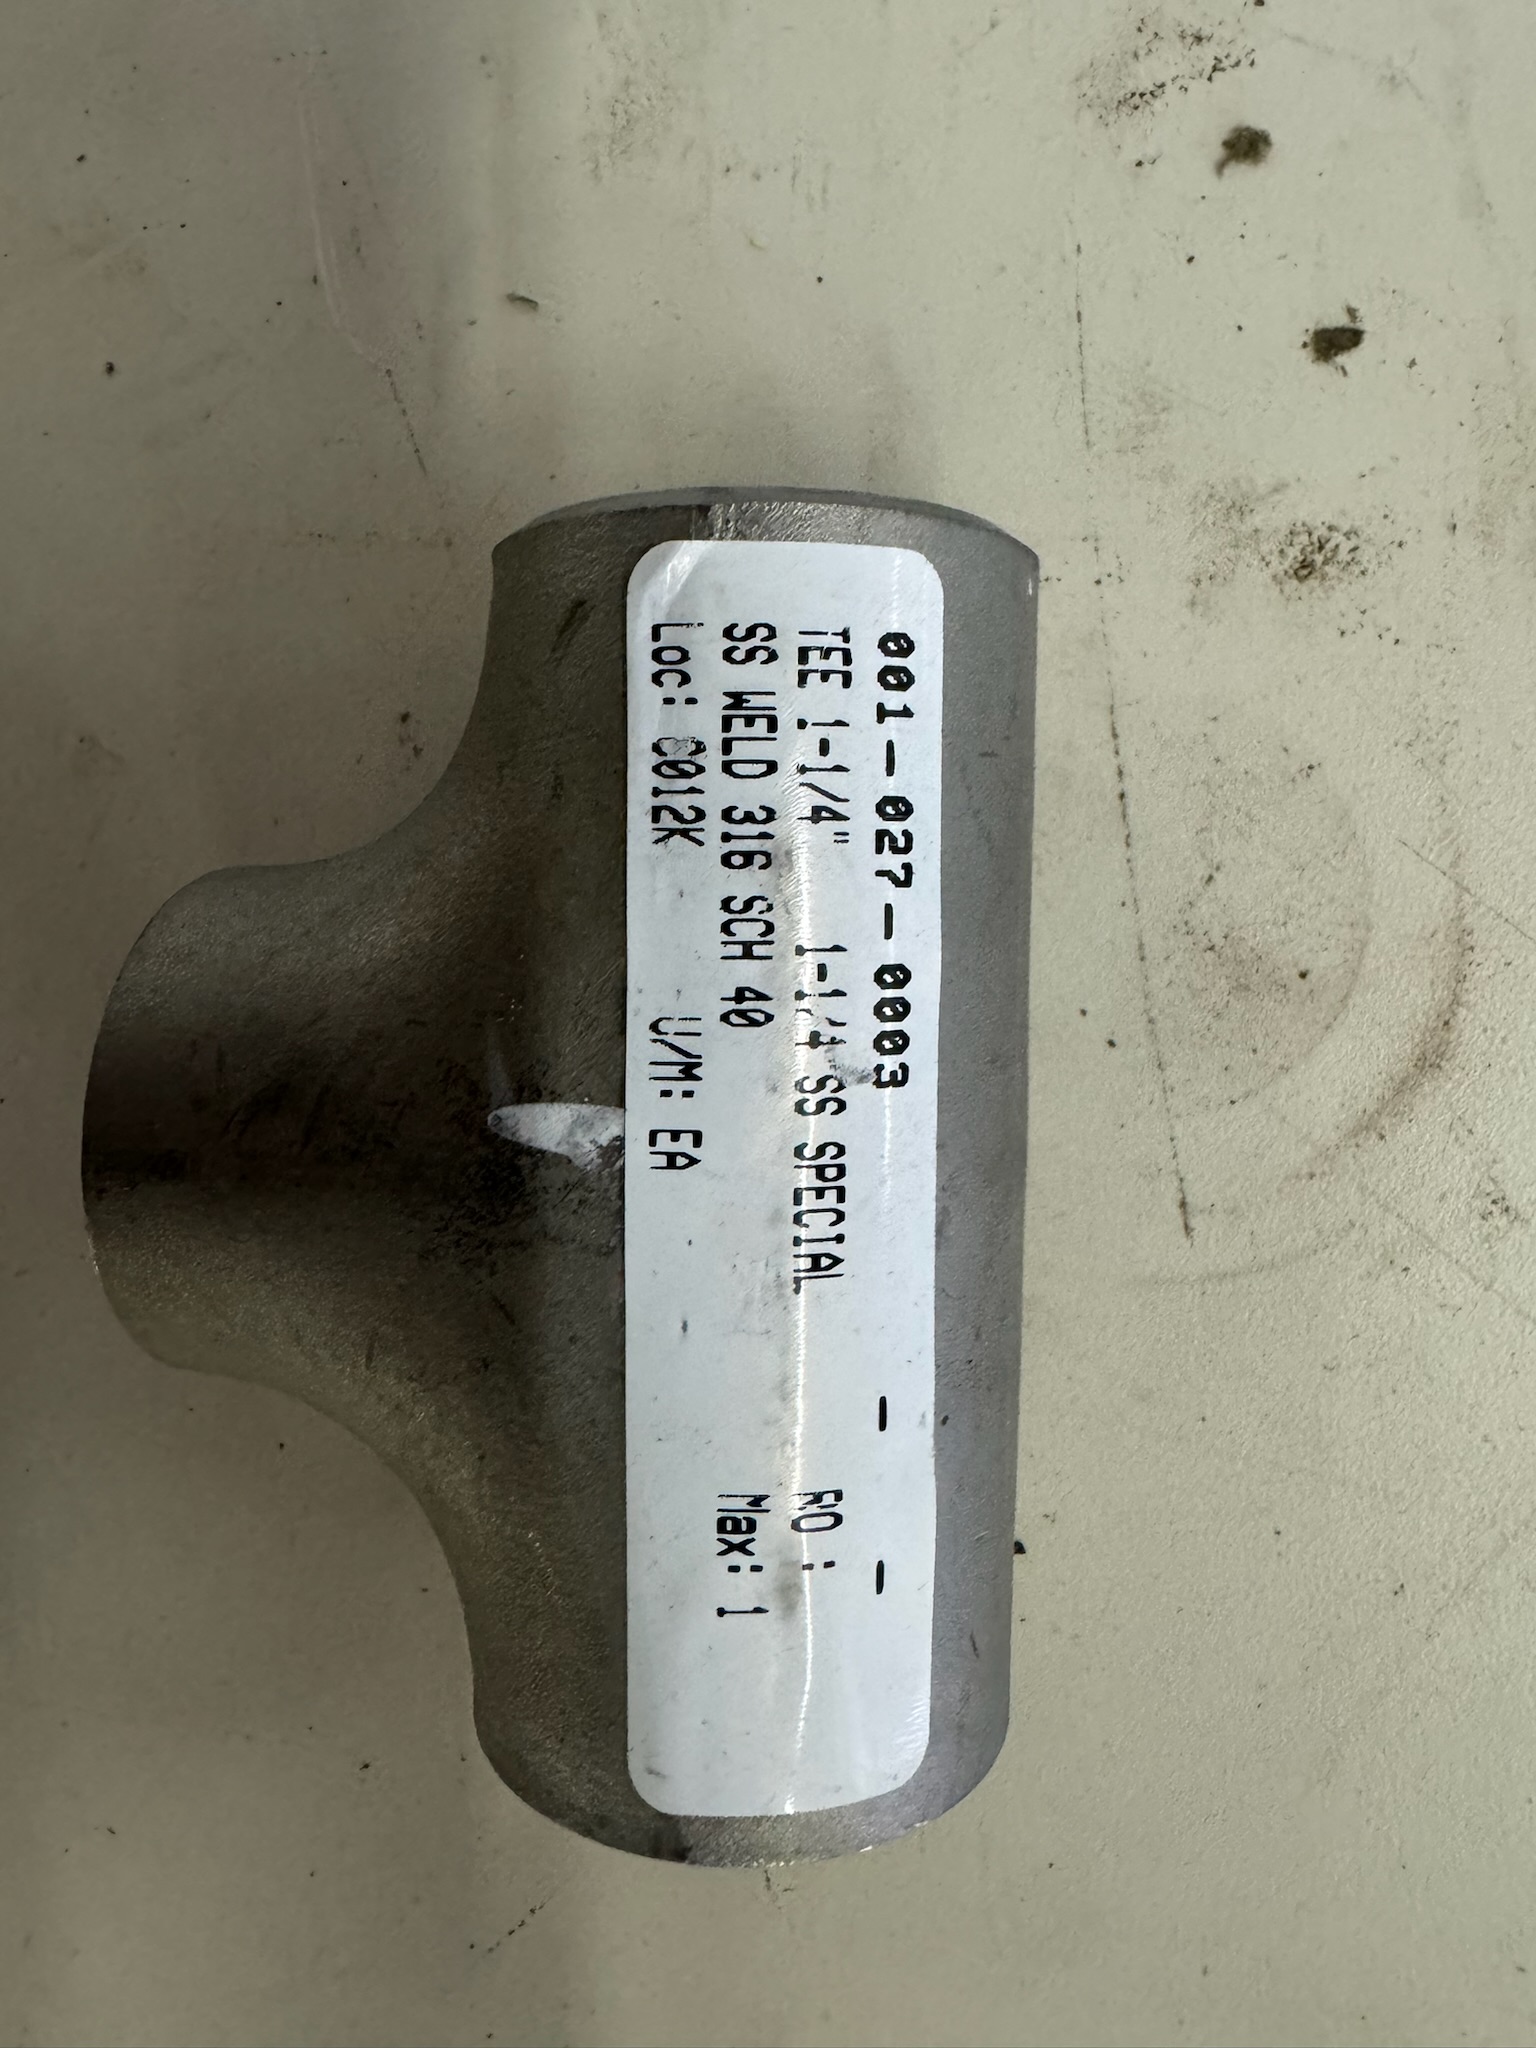 001-027-0003 - -
TEE 1-1/4" 1-1/4 SS SPECIAL RO :
SS WELD 316 SCH 40 Max: 1
Loc: C012K U/M: EA